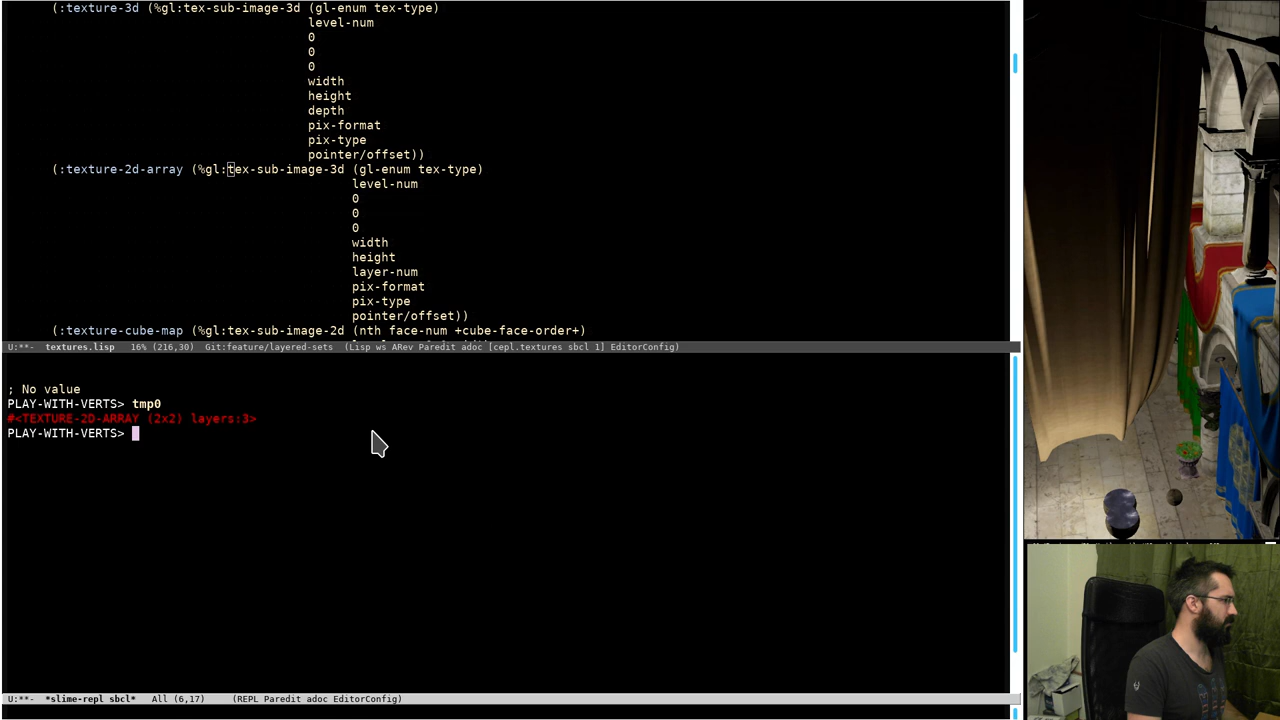 (:texture-3d (%gl:tex-sub-image-3d (gl-enum tex-type)
level-num
0
0
0
width
height
depth
pix-format
pix-type
pointer/offset))
(:texture-2d-array (%gl:tex-sub-image-3d (gl-enum tex-type)
level-num
0
0
0
width
height
layer-num
pix-format
pix-type
pointer/offset))
(:texture-cube-map (%gl:tex-sub-image-2d (nth face-num +cube-face-order+)
U:**-  textures.lisp   16% (216,30)  Git:feature/layered-sets  (Lisp ws ARev Paredit adoc [cepl.textures sbcl 1] EditorConfig)
; No value
PLAY-WITH-VERTS> tmp0
#<TEXTURE-2D-ARRAY (2x2) layers:3>
PLAY-WITH-VERTS>
U:**-  *slime-repl sbcl*   All (6,17)     (REPL Paredit adoc EditorConfig)